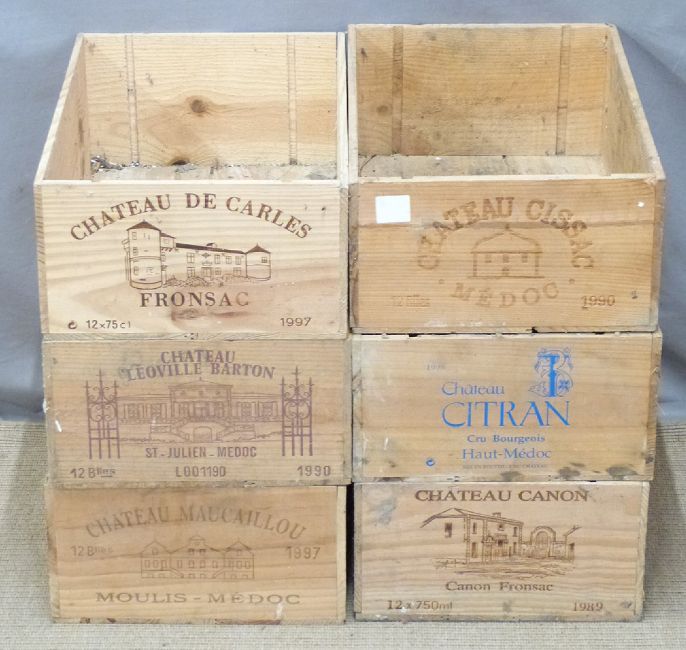 CHATEAU DE CARLES
FRONSAC
e 12x75cl 1997
CHATEAU CISSAC
· MÉDOC ·
12 Blles 1990
CHATEAU
LEOVILLE BARTON
ST-JULIEN-MEDOC
12 Blles L001190 1990
Château
CITRAN
Cru Bourgeois
- Haut-Médoc
CHATEAU MAUCAILLOU
12 Blles 1997
MOULIS - MEDOC
CHATEAU CANON
Canon Fronsac
12 x 750ml 1989